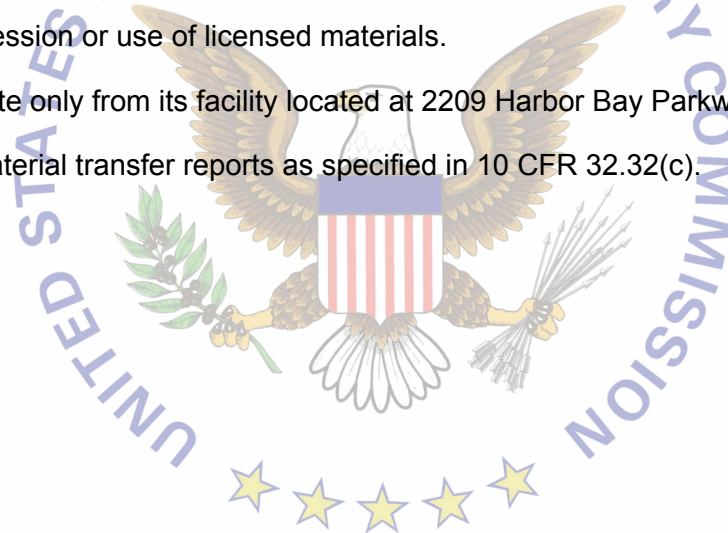 ession or use of licensed materials.
te only from its facility located at 2209 Harbor Bay Parkw
aterial transfer reports as specified in 10 CFR 32.32(c).
UNITED STATES
Y COMMISSION